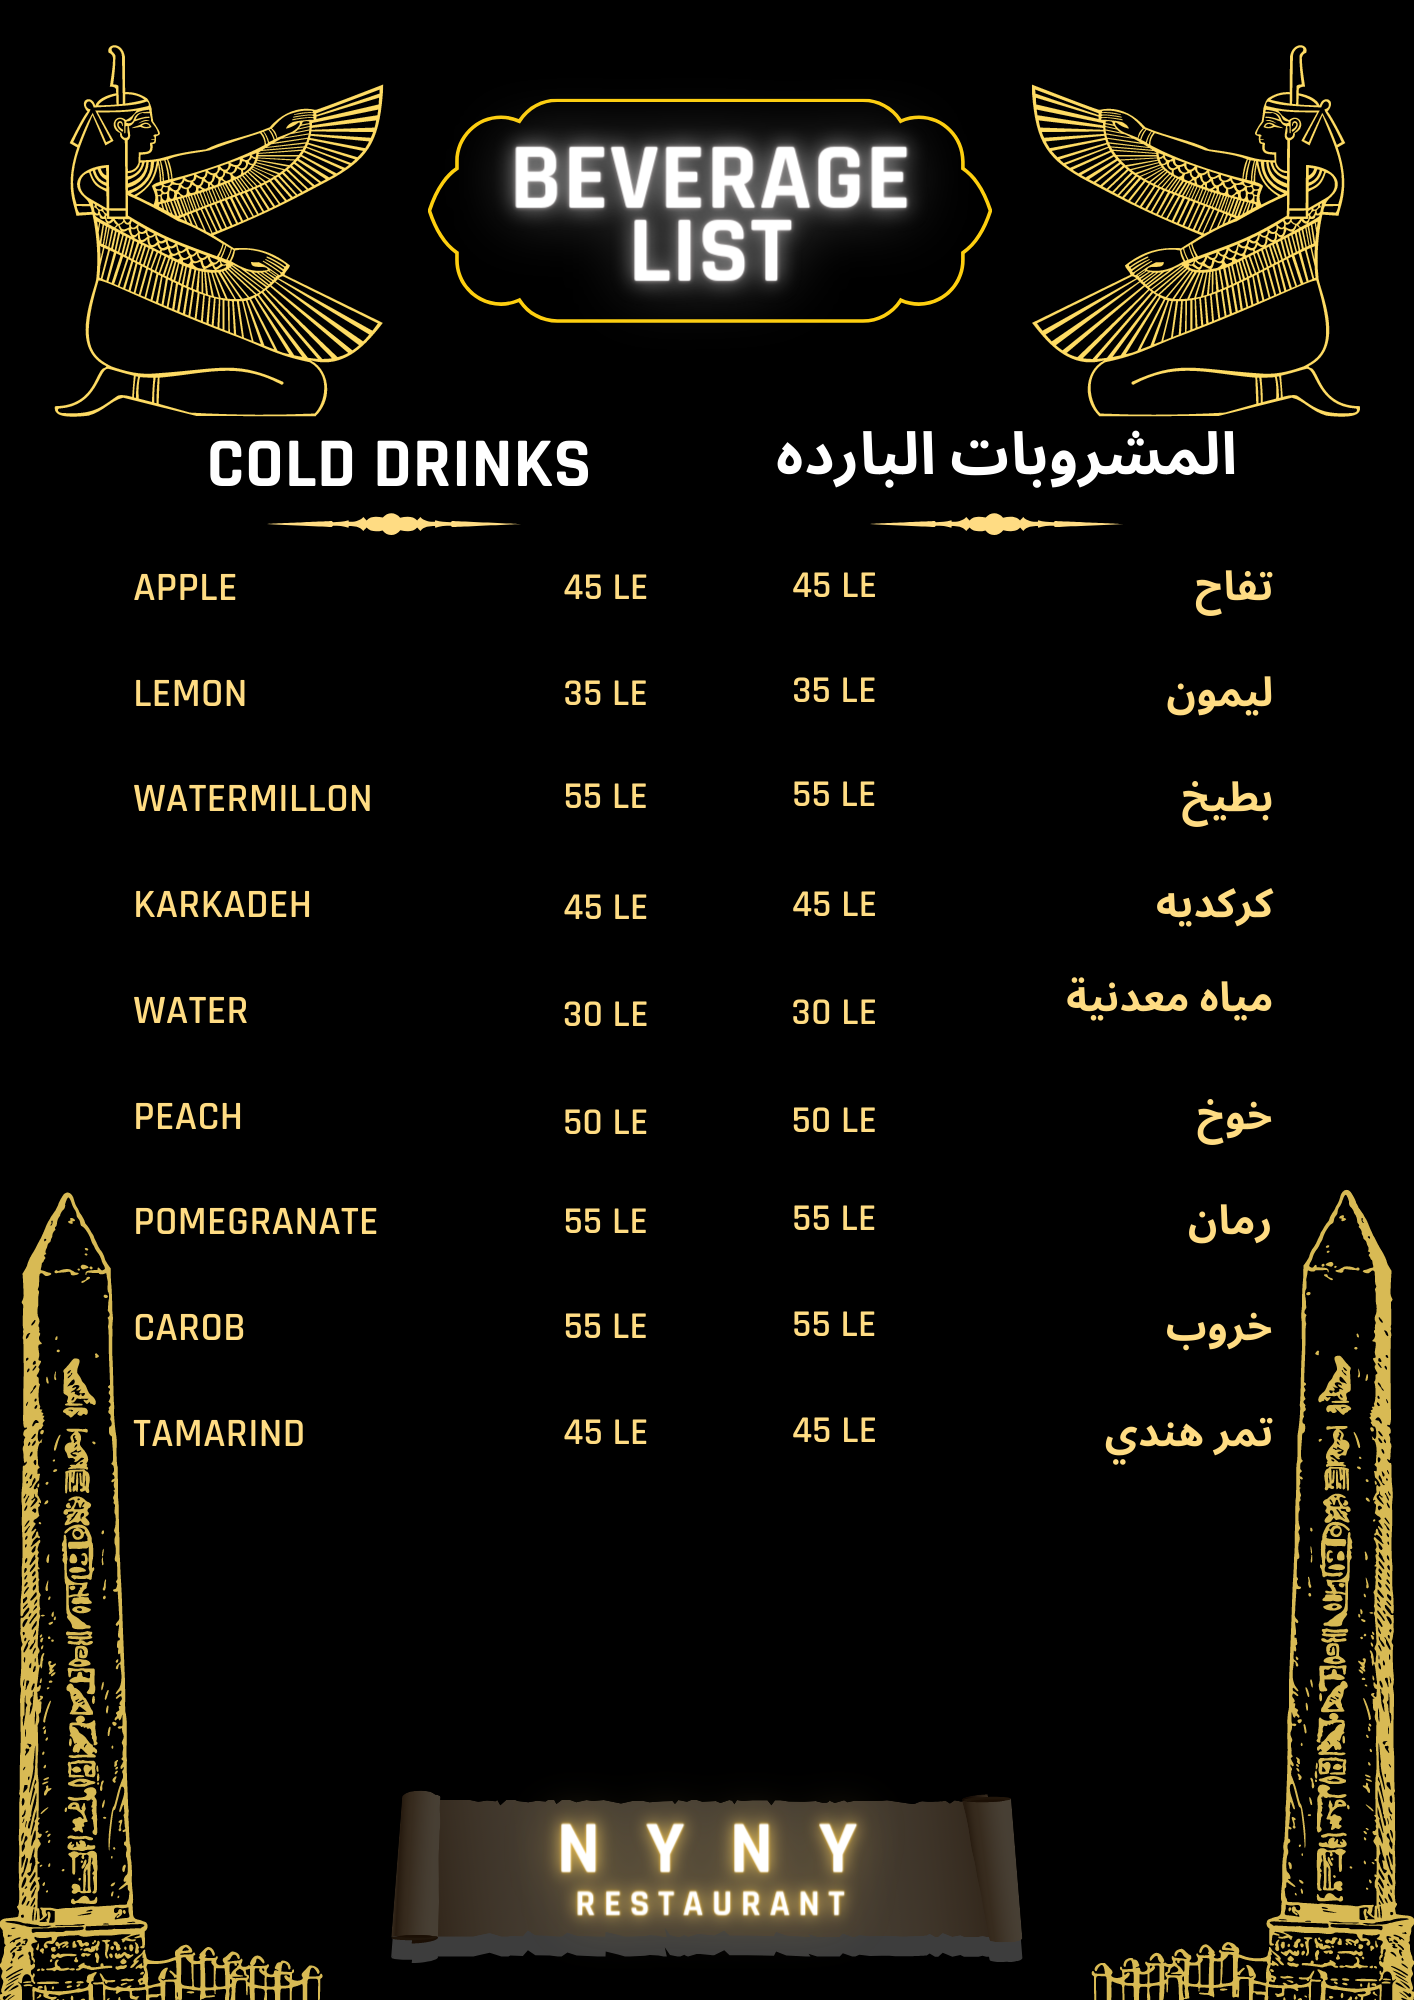 BEVERAGE
LIST
COLD DRINKS المشروبات البارده
APPLE 45 LE 45 LE تفاح
LEMON 35 LE 35 LE ليمون
WATERMILLON 55 LE 55 LE بطيخ
KARKADEH 45 LE 45 LE كركديه
WATER 30 LE 30 LE مياه معدنية
PEACH 50 LE 50 LE خوخ
POMEGRANATE 55 LE 55 LE رمان
CAROB 55 LE 55 LE خروب
TAMARIND 45 LE 45 LE تمر هندي
N Y N Y
RESTAURANT